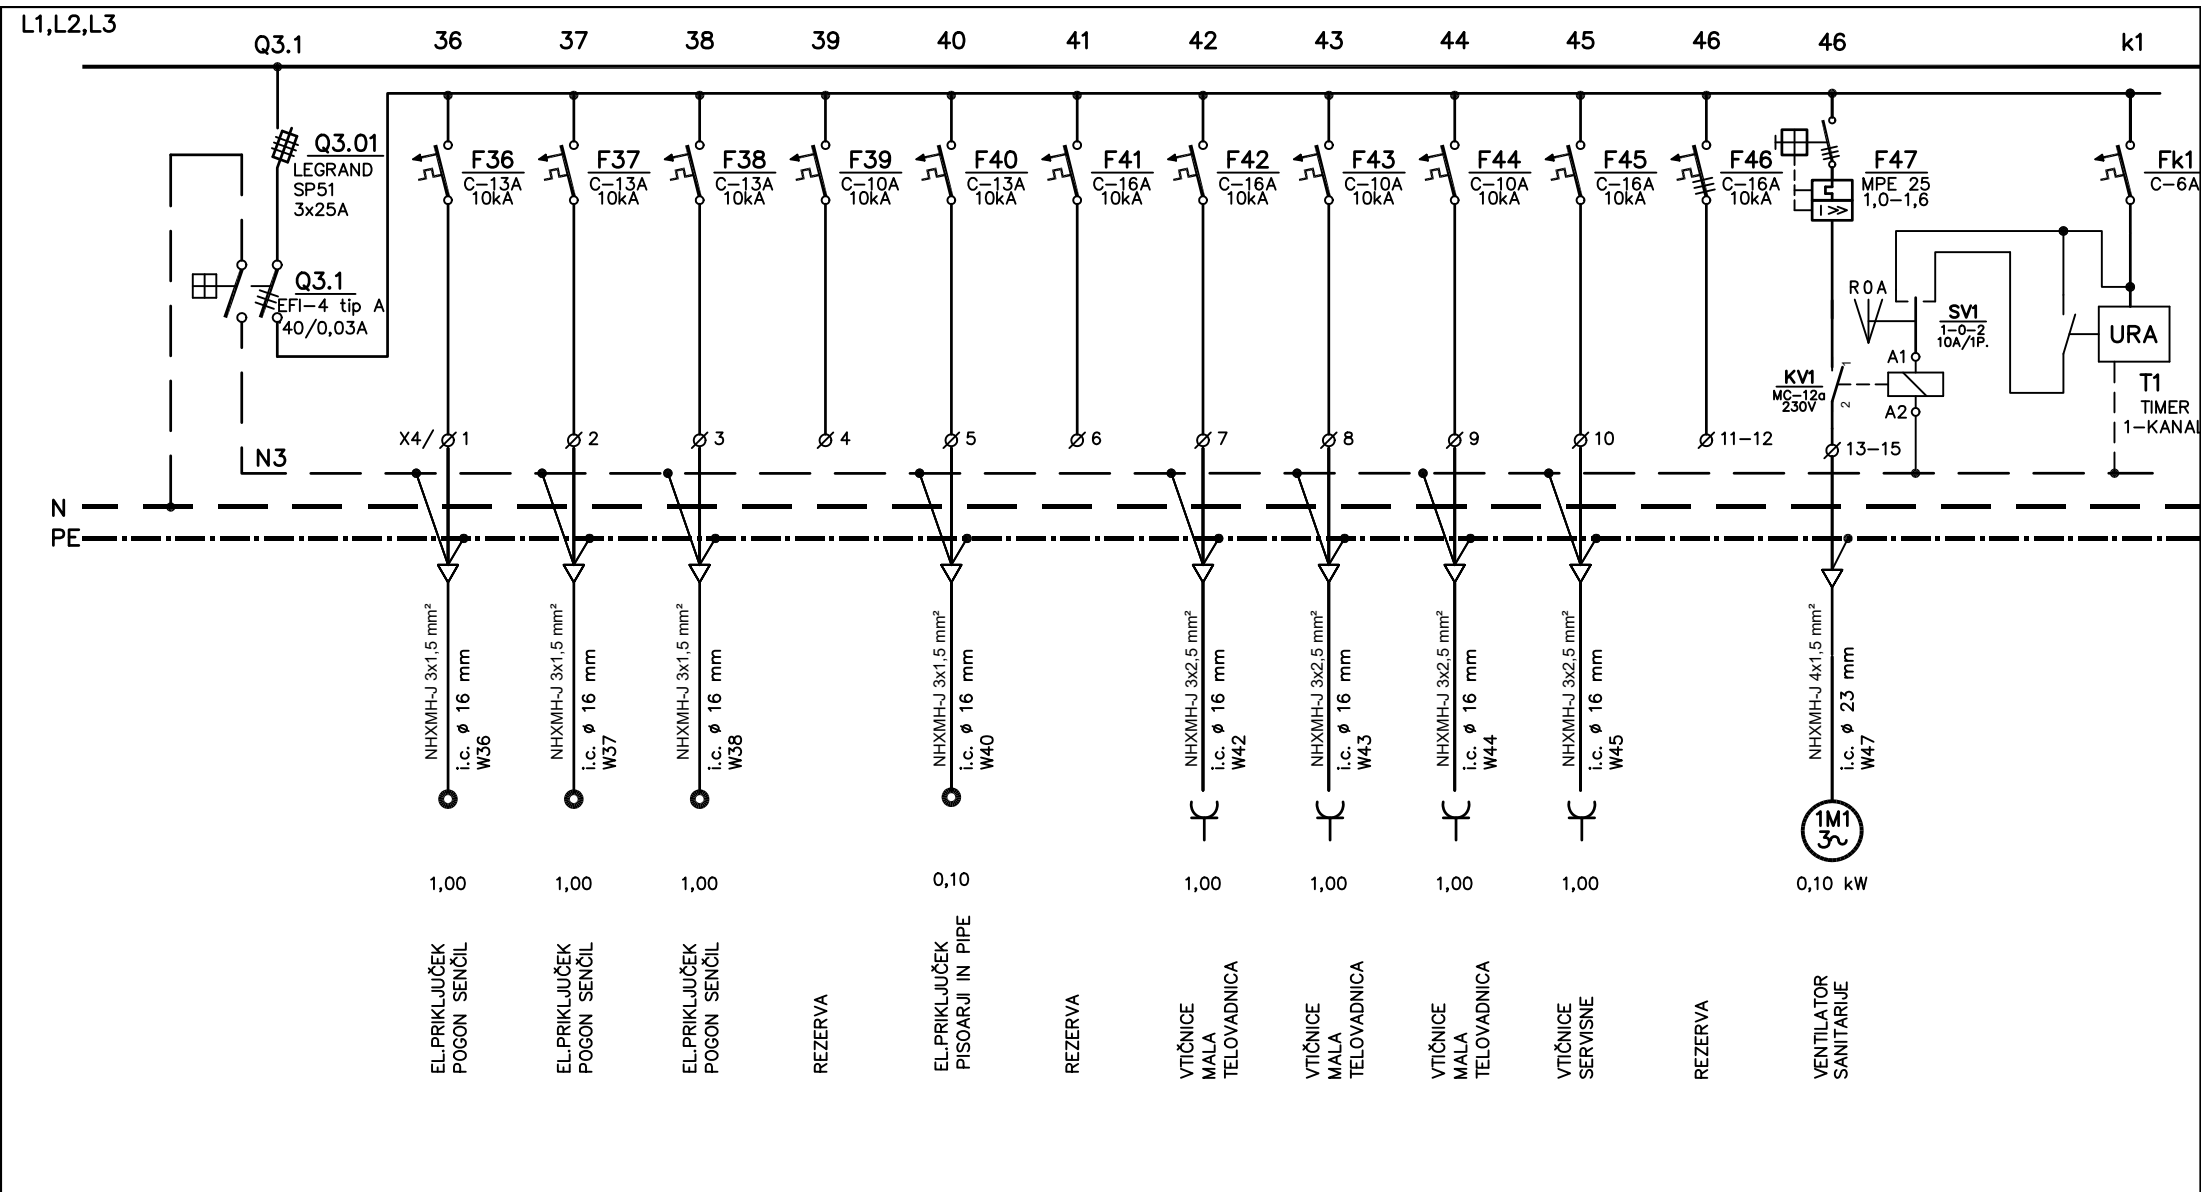 L1,L2,L3
Q3.1
36
37
38
39
40
41
42
43
44
45
46
46
k1
Q3.01
LEGRAND
SP51
3x25A
Q3.1
EFI-4 tip A
40/0,03A
F36
C-13A
10kA
F37
C-13A
10kA
F38
C-13A
10kA
F39
C-10A
10kA
F40
C-13A
10kA
F41
C-16A
10kA
F42
C-16A
10kA
F43
C-10A
10kA
F44
C-10A
10kA
F45
C-16A
10kA
F46
C-16A
10kA
F47
MPE 25
1,0-1,6
I>>
Fk1
C-6A
R 0 A
SV1
1-0-2
10A/1P.
URA
T1
TIMER
1-KANAL
A1
A2
KV1
MC-12a
230V
1
2
X4/
1
2
3
4
5
6
7
8
9
10
11-12
13-15
N3
N
PE
NHXMH-J 3x1,5 mm²
i.c. ø 16 mm
W36
NHXMH-J 3x1,5 mm²
i.c. ø 16 mm
W37
NHXMH-J 3x1,5 mm²
i.c. ø 16 mm
W38
NHXMH-J 3x1,5 mm²
i.c. ø 16 mm
W40
NHXMH-J 3x2,5 mm²
i.c. ø 16 mm
W42
NHXMH-J 3x2,5 mm²
i.c. ø 16 mm
W43
NHXMH-J 3x2,5 mm²
i.c. ø 16 mm
W44
NHXMH-J 3x2,5 mm²
i.c. ø 16 mm
W45
NHXMH-J 4x1,5 mm²
i.c. ø 23 mm
W47
1M1
3~
1,00
1,00
1,00
0,10
1,00
1,00
1,00
1,00
0,10 kW
EL.PRIKLJUČEK
POGON SENČIL
EL.PRIKLJUČEK
POGON SENČIL
EL.PRIKLJUČEK
POGON SENČIL
REZERVA
EL.PRIKLJUČEK
PISOARJI IN PIPE
REZERVA
VTIČNICE
MALA
TELOVADNICA
VTIČNICE
MALA
TELOVADNICA
VTIČNICE
MALA
TELOVADNICA
VTIČNICE
SERVISNE
REZERVA
VENTILATOR
SANITARIJE